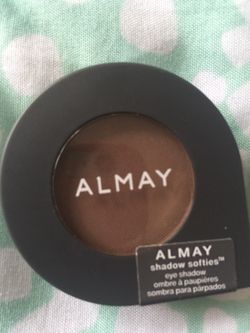 ALMAY
ALMAY
shadow softies™
eye shadow
ombre à paupières
sombra para párpados